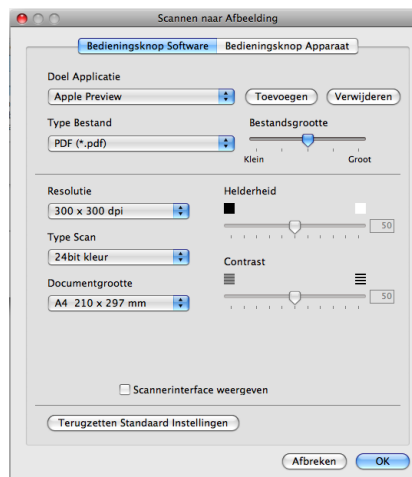 Scannen naar Afbeelding
Bedieningsknop Software Bedieningsknop Apparaat
Doel Applicatie
Apple Preview Toevoegen Verwijderen
Type Bestand Bestandsgrootte
PDF (*.pdf)
Klein Groot
Resolutie Helderheid
300 x 300 dpi
50
Type Scan
24bit kleur
Contrast
Documentgrootte
A4 210 x 297 mm
50
Scannerinterface weergeven
Terugzetten Standaard Instellingen
Afbreken OK